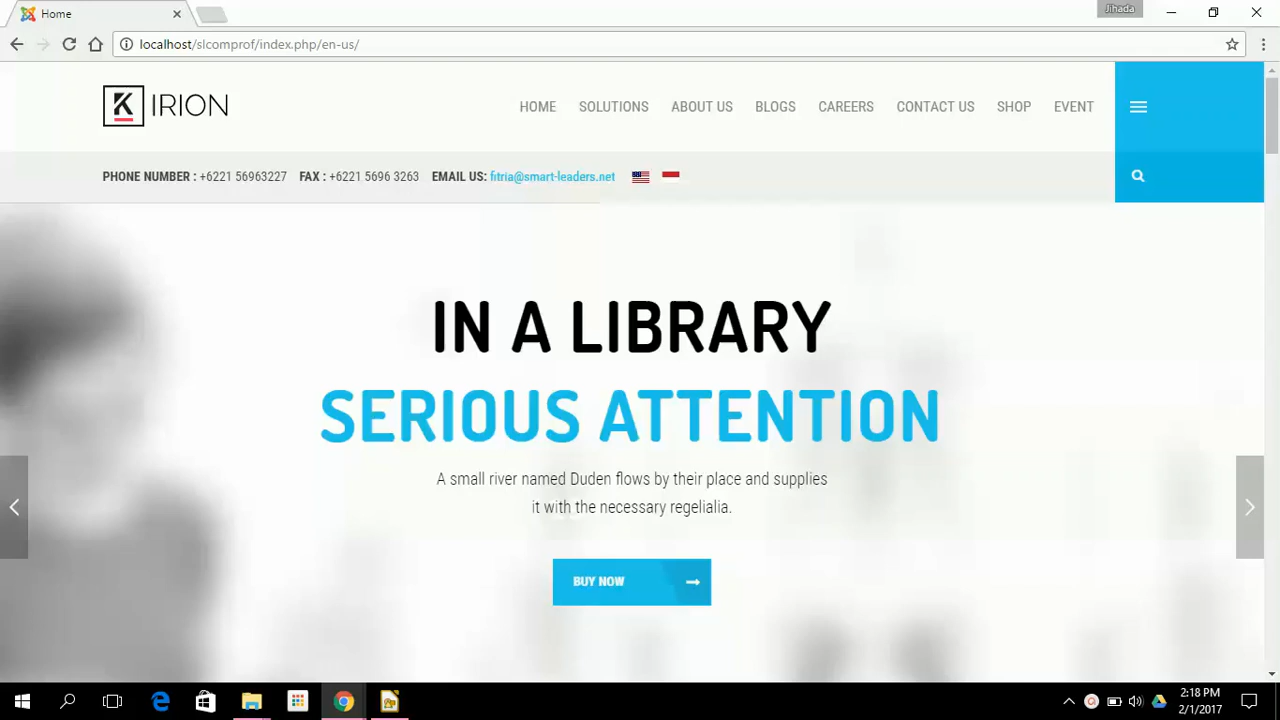 Home
Jihada
localhost/slcomprof/index.php/en-us/
K IRION
HOME SOLUTIONS ABOUT US BLOGS CAREERS CONTACT US SHOP EVENT
PHONE NUMBER : +6221 56963227 FAX : +6221 5696 3263 EMAIL US: fitria@smart-leaders.net
IN A LIBRARY
SERIOUS ATTENTION
A small river named Duden flows by their place and supplies
it with the necessary regelialia.
BUY NOW
2:18 PM
2/1/2017